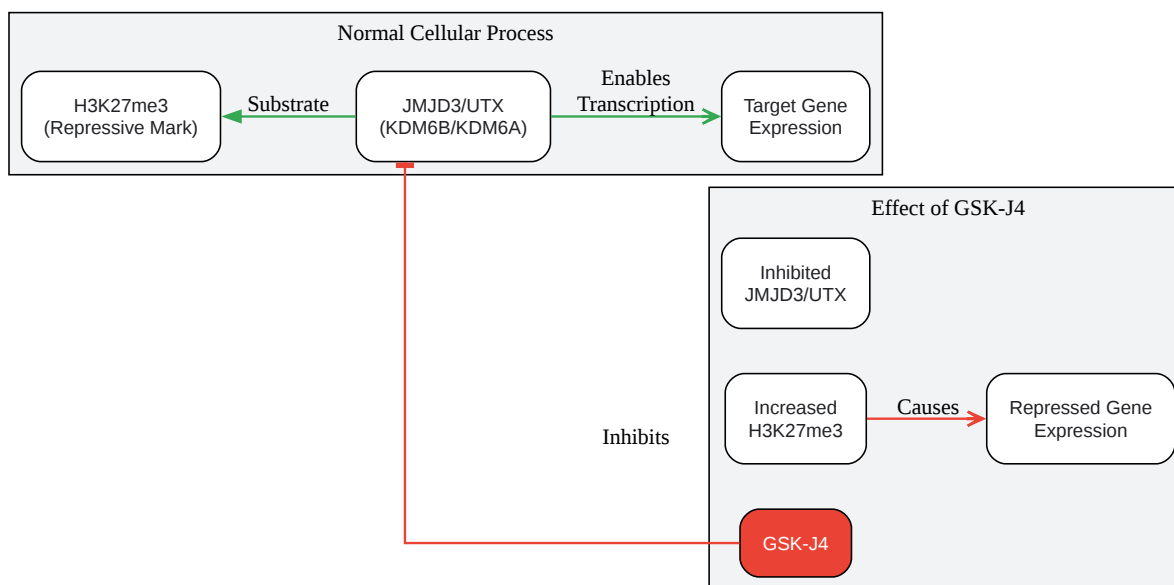 Normal Cellular Process
H3K27me3
(Repressive Mark)
Substrate
JMJD3/UTX
(KDM6B/KDM6A)
Enables
Transcription
Target Gene
Expression
Effect of GSK-J4
Inhibited
JMJD3/UTX
Increased
H3K27me3
Causes
Repressed Gene
Expression
Inhibits
GSK-J4